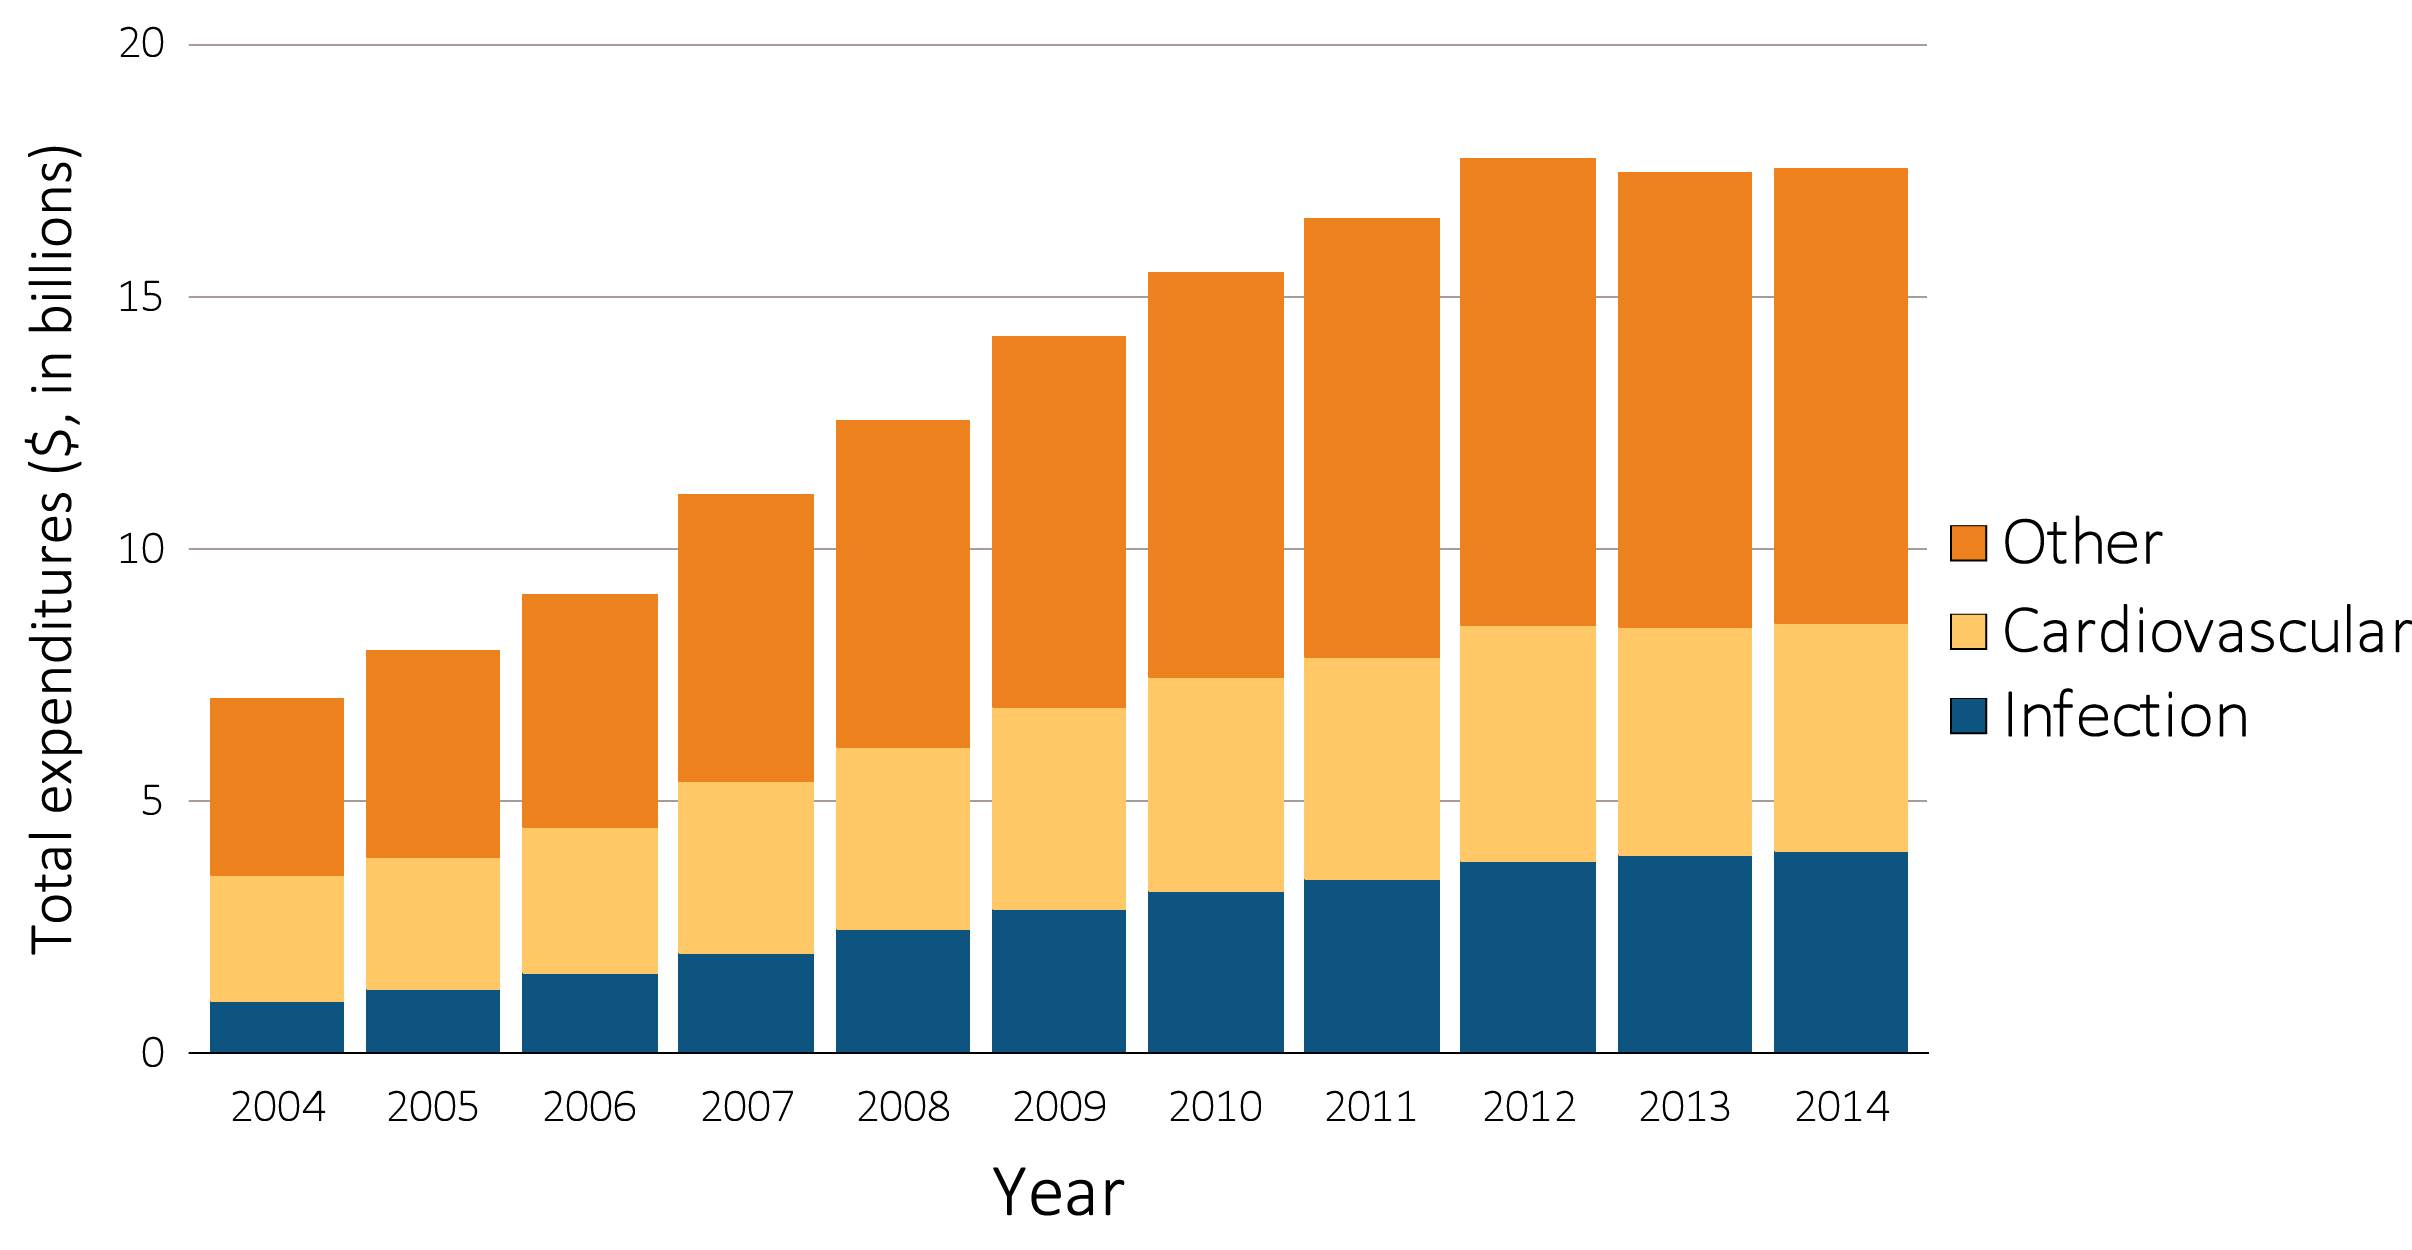 Total expenditures ($, in billions)
20
15
10
5
0
2004 2005 2006 2007 2008 2009 2010 2011 2012 2013 2014
Year
Other
Cardiovascular
Infection